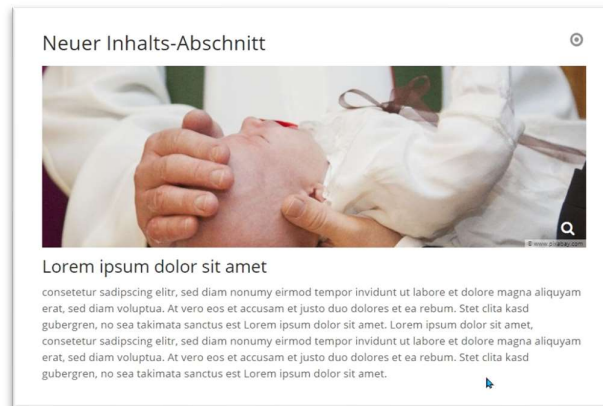 Neuer Inhalts-Abschnitt
© www.pixabay.com
Lorem ipsum dolor sit amet
consetetur sadipscing elitr, sed diam nonumy eirmod tempor invidunt ut labore et dolore magna aliquyam
erat, sed diam voluptua. At vero eos et accusam et justo duo dolores et ea rebum. Stet clita kasd
gubergren, no sea takimata sanctus est Lorem ipsum dolor sit amet. Lorem ipsum dolor sit amet,
consetetur sadipscing elitr, sed diam nonumy eirmod tempor invidunt ut labore et dolore magna aliquyam
erat, sed diam voluptua. At vero eos et accusam et justo duo dolores et ea rebum. Stet clita kasd
gubergren, no sea takimata sanctus est Lorem ipsum dolor sit amet.